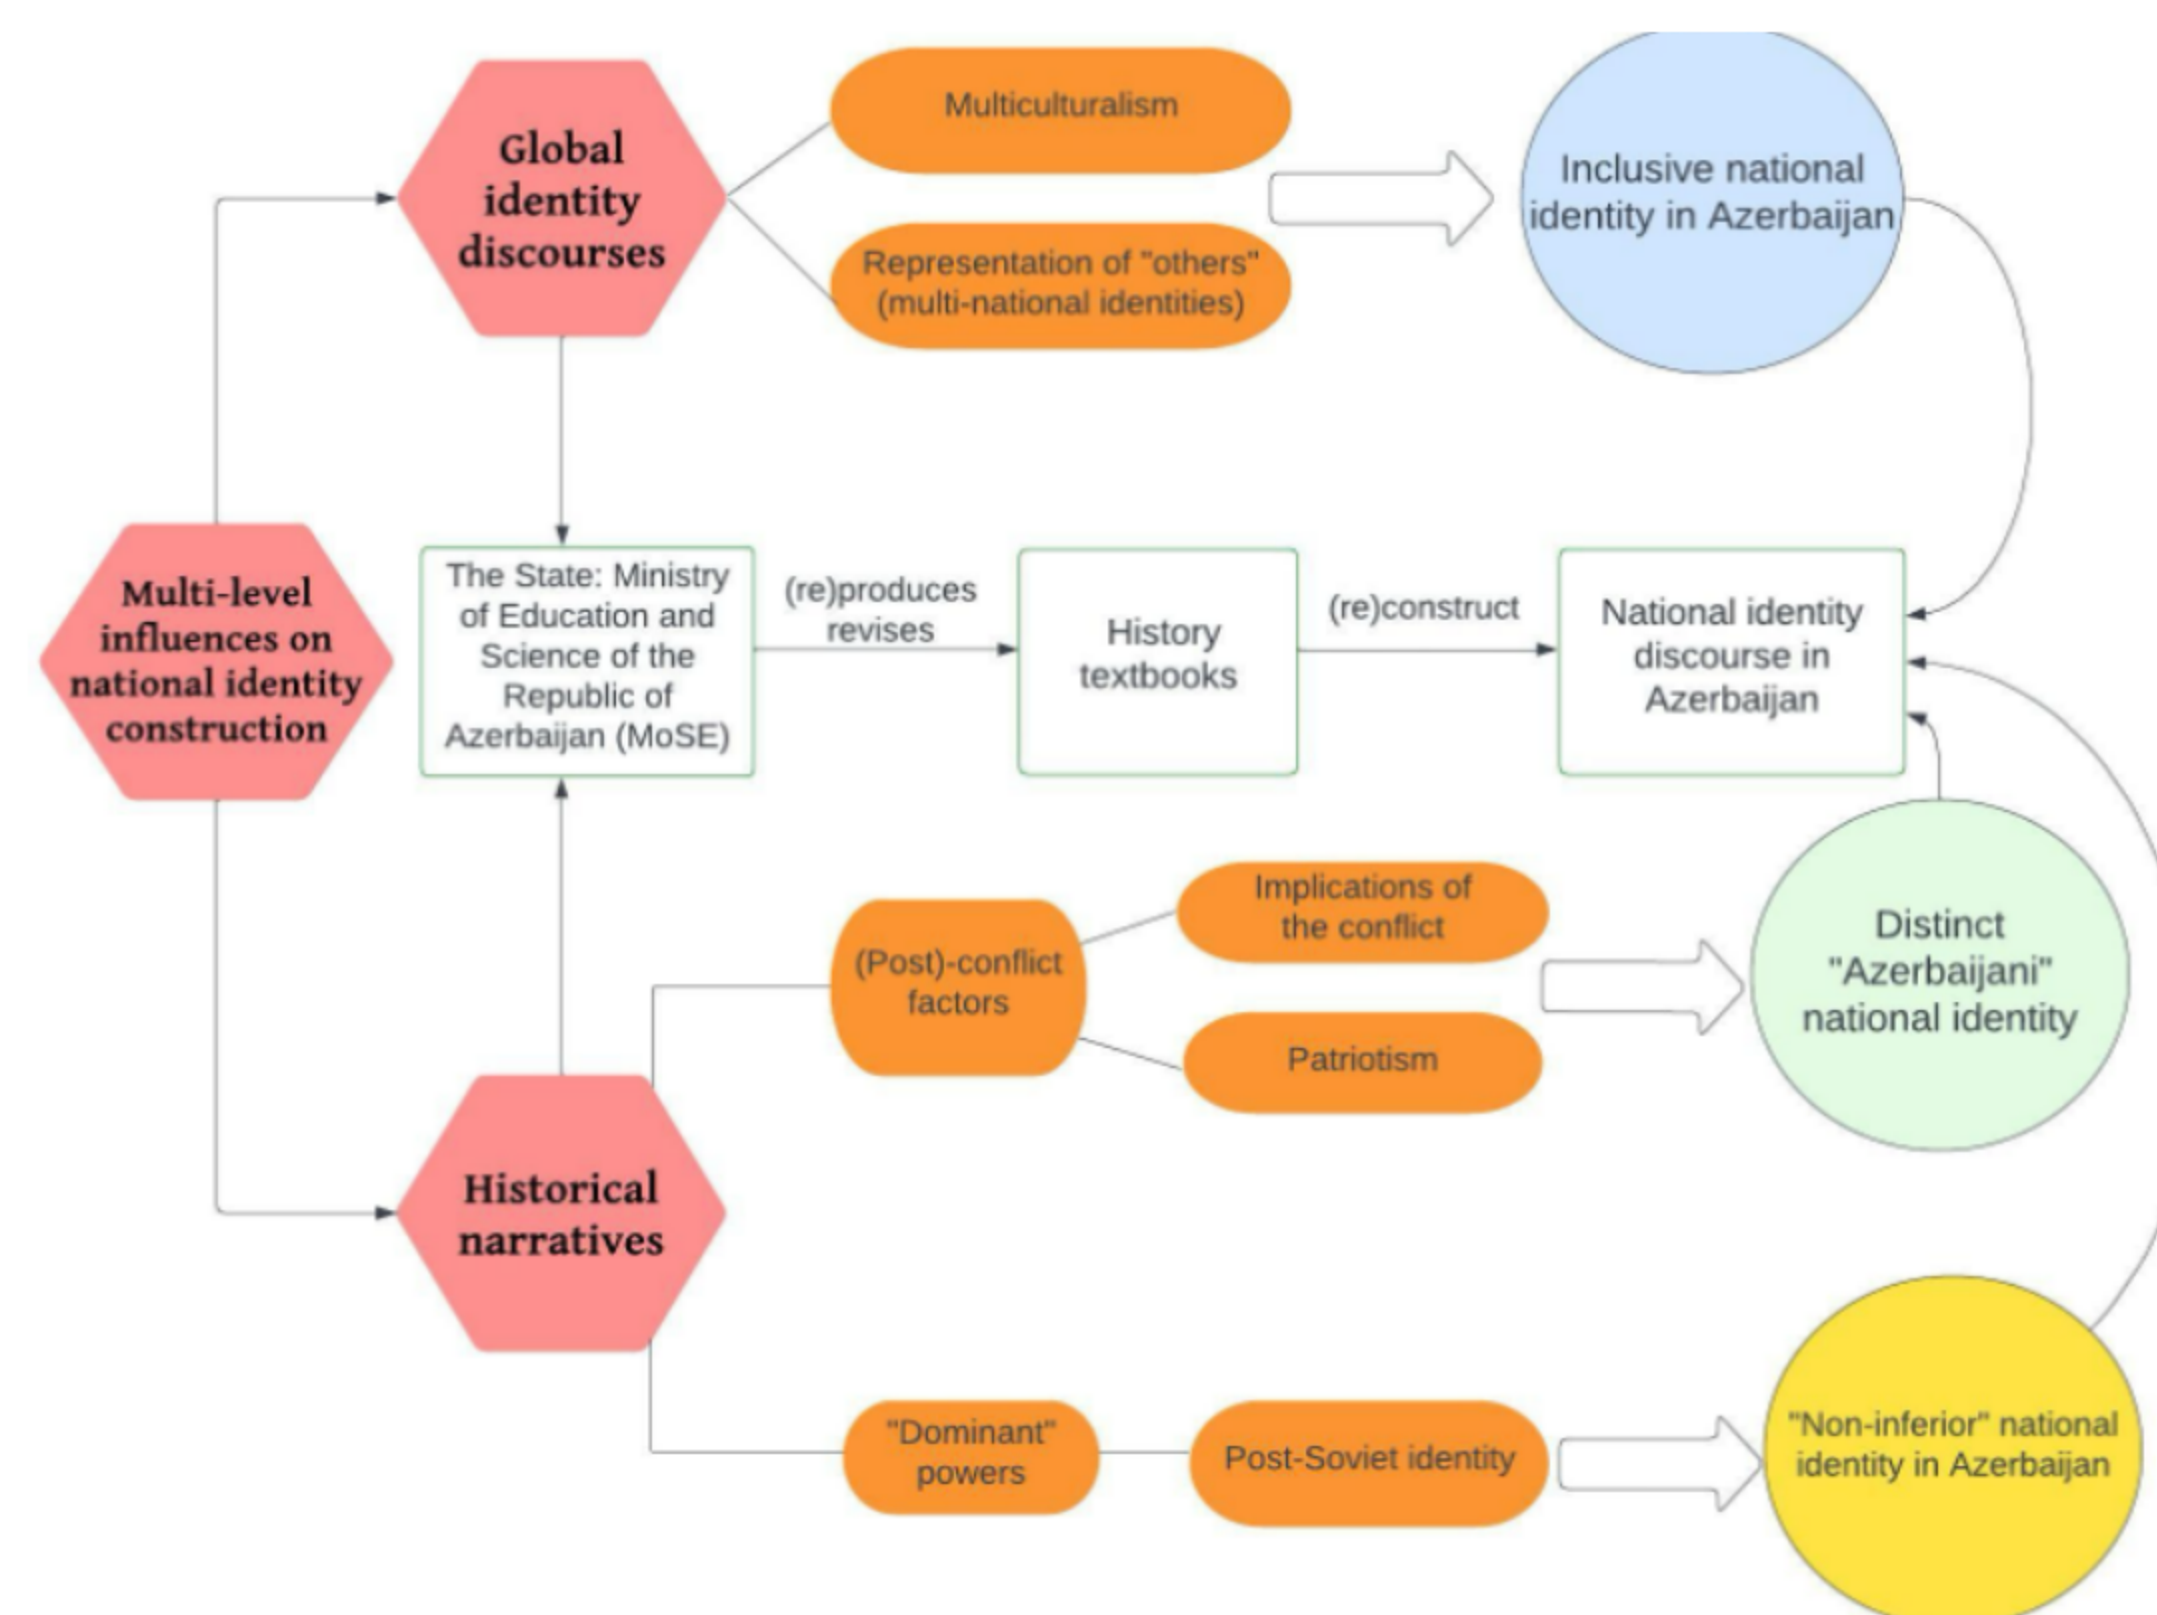 Global
identity
discourses
Multiculturalism
Representation of "others"
(multi-national identities)
Inclusive national
identity in Azerbaijan
Multi-level
influences on
national identity
construction
The State: Ministry
of Education and
Science of the
Republic of
Azerbaijan (MoSE)
(re)produces
revises
History
textbooks
(re)construct
National identity
discourse in
Azerbaijan
(Post)-conflict
factors
Implications of
the conflict
Patriotism
Distinct
"Azerbaijani"
national identity
Historical
narratives
"Dominant"
powers
Post-Soviet identity
"Non-inferior" national
identity in Azerbaijan